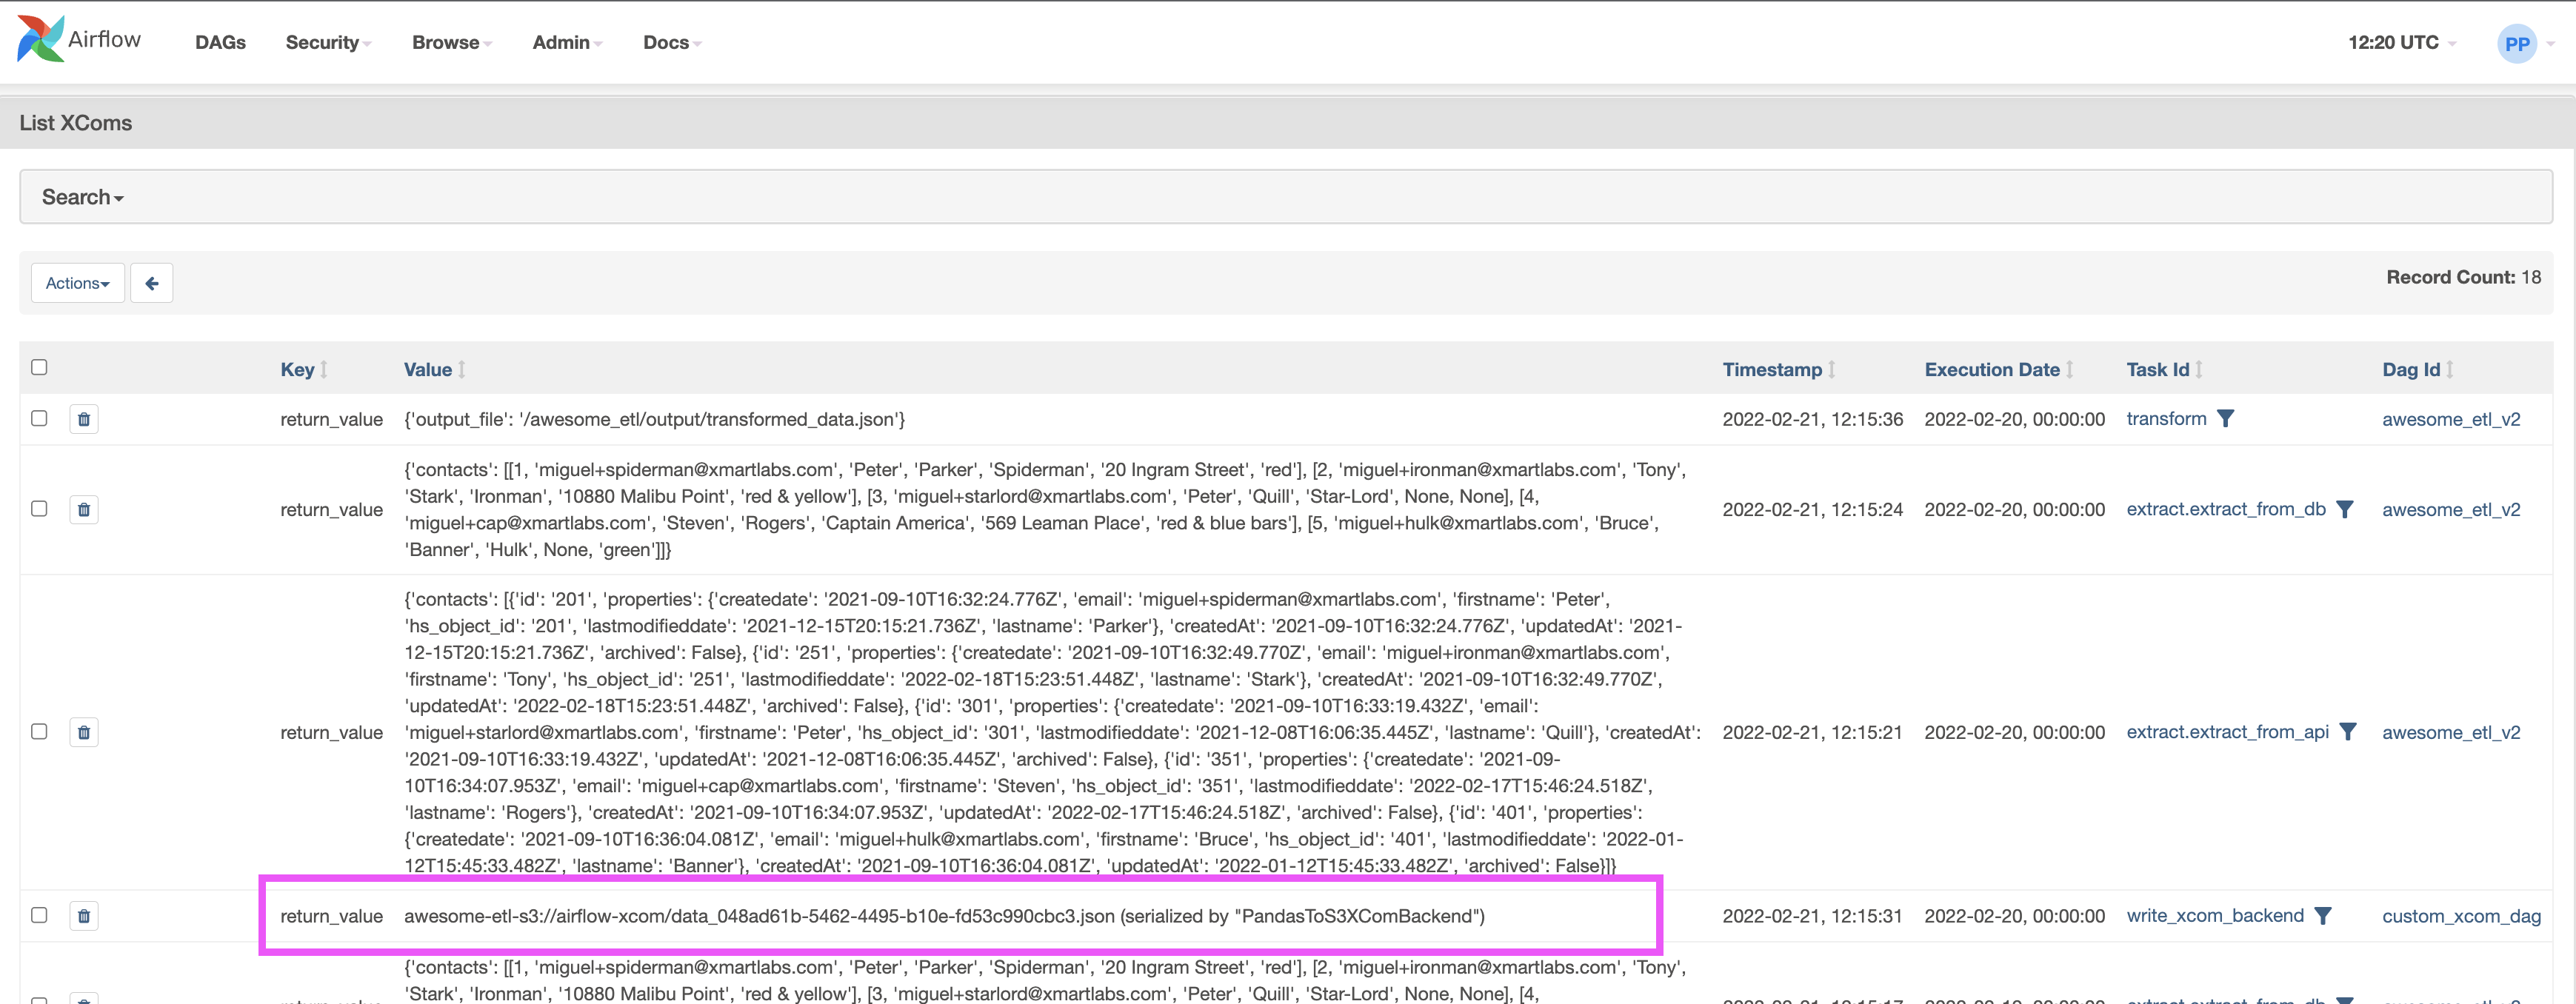 Airflow DAGs Security Browse Admin Docs 12:20 UTC PP
List XComs
Search
Actions Record Count: 18
Key Value Timestamp Execution Date Task Id Dag Id
return_value {'output_file': '/awesome_etl/output/transformed_data.json'} 2022-02-21, 12:15:36 2022-02-20, 00:00:00 transform awesome_etl_v2
{'contacts': [[1, 'miguel+spiderman@xmartlabs.com', 'Peter', 'Parker', 'Spiderman', '20 Ingram Street', 'red'], [2, 'miguel+ironman@xmartlabs.com', 'Tony',
'Stark', 'Ironman', '10880 Malibu Point', 'red & yellow'], [3, 'miguel+starlord@xmartlabs.com', 'Peter', 'Quill', 'Star-Lord', None, None], [4,
return_value 'miguel+cap@xmartlabs.com', 'Steven', 'Rogers', 'Captain America', '569 Leaman Place', 'red & blue bars'], [5, 'miguel+hulk@xmartlabs.com', 'Bruce', 2022-02-21, 12:15:24 2022-02-20, 00:00:00 extract.extract_from_db awesome_etl_v2
'Banner', 'Hulk', None, 'green']]}
{'contacts': [{'id': '201', 'properties': {'createdate': '2021-09-10T16:32:24.776Z', 'email': 'miguel+spiderman@xmartlabs.com', 'firstname': 'Peter',
'hs_object_id': '201', 'lastmodifieddate': '2021-12-15T20:15:21.736Z', 'lastname': 'Parker'}, 'createdAt': '2021-09-10T16:32:24.776Z', 'updatedAt': '2021-
12-15T20:15:21.736Z', 'archived': False}, {'id': '251', 'properties': {'createdate': '2021-09-10T16:32:49.770Z', 'email': 'miguel+ironman@xmartlabs.com',
'firstname': 'Tony', 'hs_object_id': '251', 'lastmodifieddate': '2022-02-18T15:23:51.448Z', 'lastname': 'Stark'}, 'createdAt': '2021-09-10T16:32:49.770Z',
'updatedAt': '2022-02-18T15:23:51.448Z', 'archived': False}, {'id': '301', 'properties': {'createdate': '2021-09-10T16:33:19.432Z', 'email':
return_value 'miguel+starlord@xmartlabs.com', 'firstname': 'Peter', 'hs_object_id': '301', 'lastmodifieddate': '2021-12-08T16:06:35.445Z', 'lastname': 'Quill'}, 'createdAt': 2022-02-21, 12:15:21 2022-02-20, 00:00:00 extract.extract_from_api awesome_etl_v2
'2021-09-10T16:33:19.432Z', 'updatedAt': '2021-12-08T16:06:35.445Z', 'archived': False}, {'id': '351', 'properties': {'createdate': '2021-09-
10T16:34:07.953Z', 'email': 'miguel+cap@xmartlabs.com', 'firstname': 'Steven', 'hs_object_id': '351', 'lastmodifieddate': '2022-02-17T15:46:24.518Z',
'lastname': 'Rogers'}, 'createdAt': '2021-09-10T16:34:07.953Z', 'updatedAt': '2022-02-17T15:46:24.518Z', 'archived': False}, {'id': '401', 'properties':
{'createdate': '2021-09-10T16:36:04.081Z', 'email': 'miguel+hulk@xmartlabs.com', 'firstname': 'Bruce', 'hs_object_id': '401', 'lastmodifieddate': '2022-01-
12T15:45:33.482Z', 'lastname': 'Banner'}, 'createdAt': '2021-09-10T16:36:04.081Z', 'updatedAt': '2022-01-12T15:45:33.482Z', 'archived': False}]}
return_value awesome-etl-s3://airflow-xcom/data_048ad61b-5462-4495-b10e-fd53c990cbc3.json (serialized by "PandasToS3XComBackend") 2022-02-21, 12:15:31 2022-02-20, 00:00:00 write_xcom_backend custom_xcom_dag
{'contacts': [[1, 'miguel+spiderman@xmartlabs.com', 'Peter', 'Parker', 'Spiderman', '20 Ingram Street', 'red'], [2, 'miguel+ironman@xmartlabs.com', 'Tony',
'Stark', 'Ironman', '10880 Malibu Point', 'red & yellow'], [3, 'miguel+starlord@xmartlabs.com', 'Peter', 'Quill', 'Star-Lord', None, None], [4,